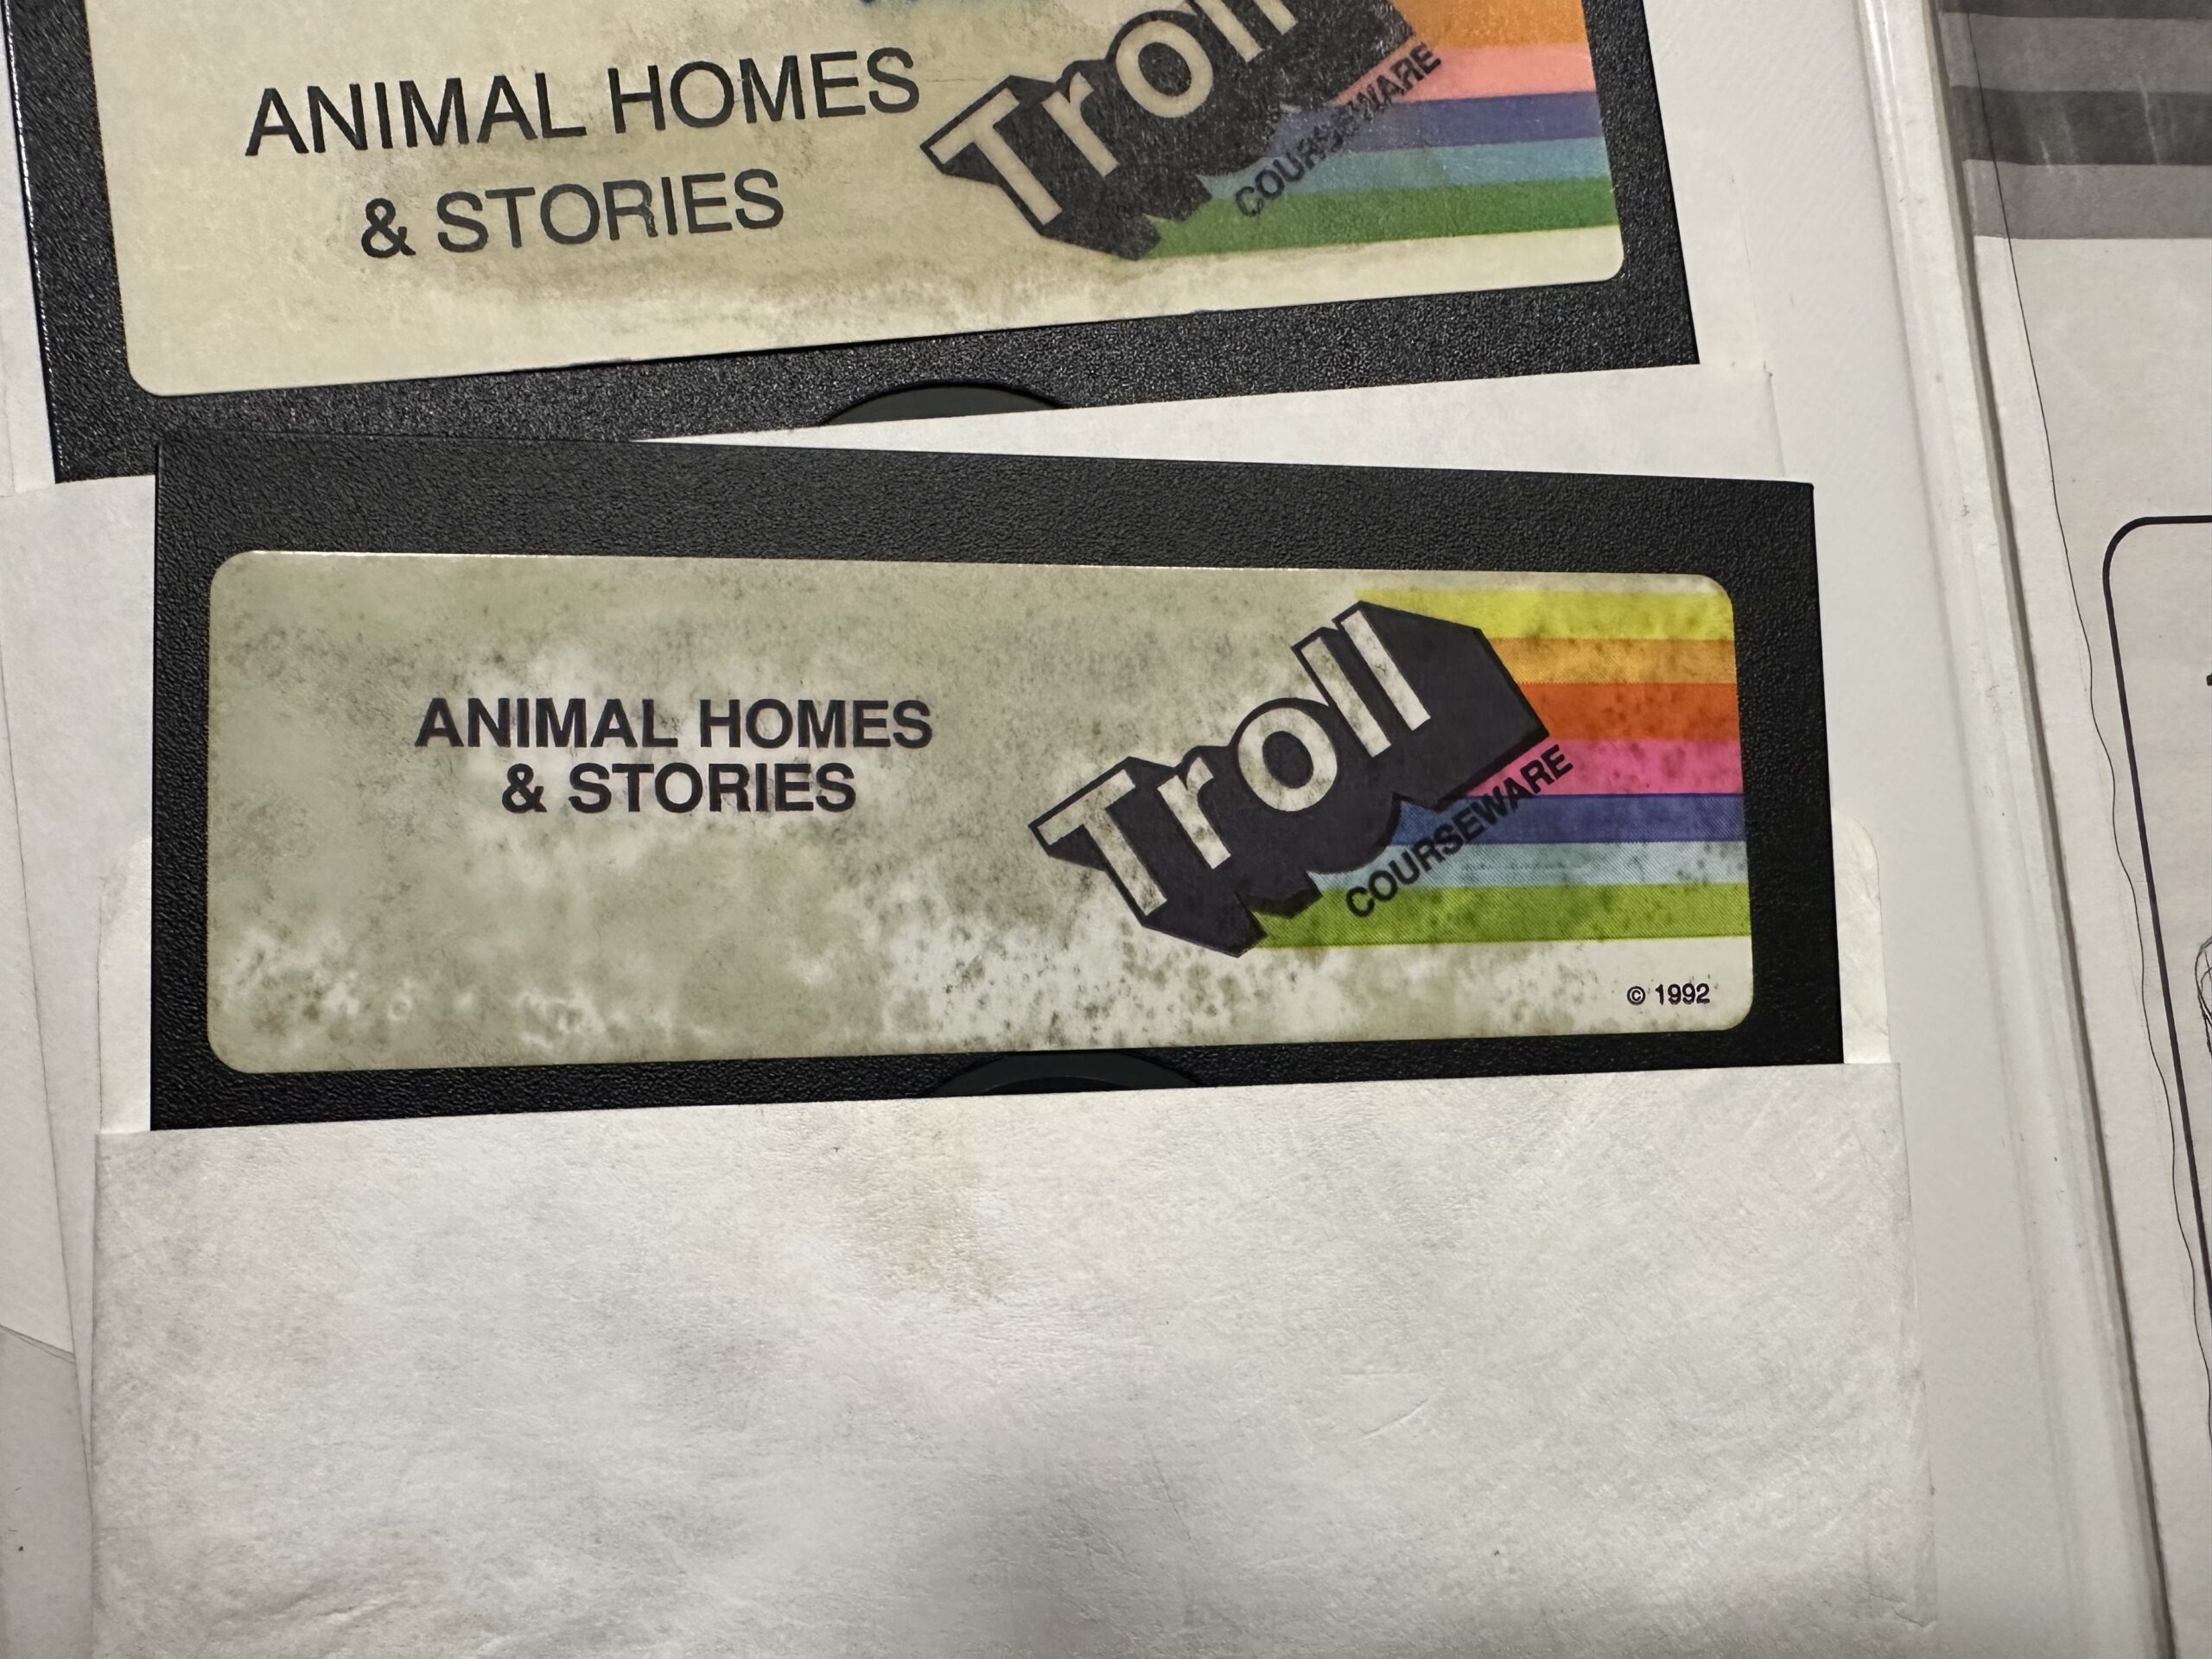 ANIMAL HOMES
& STORIES
Troll
COURSEWARE
ANIMAL HOMES
& STORIES
Troll
COURSEWARE
© 1992